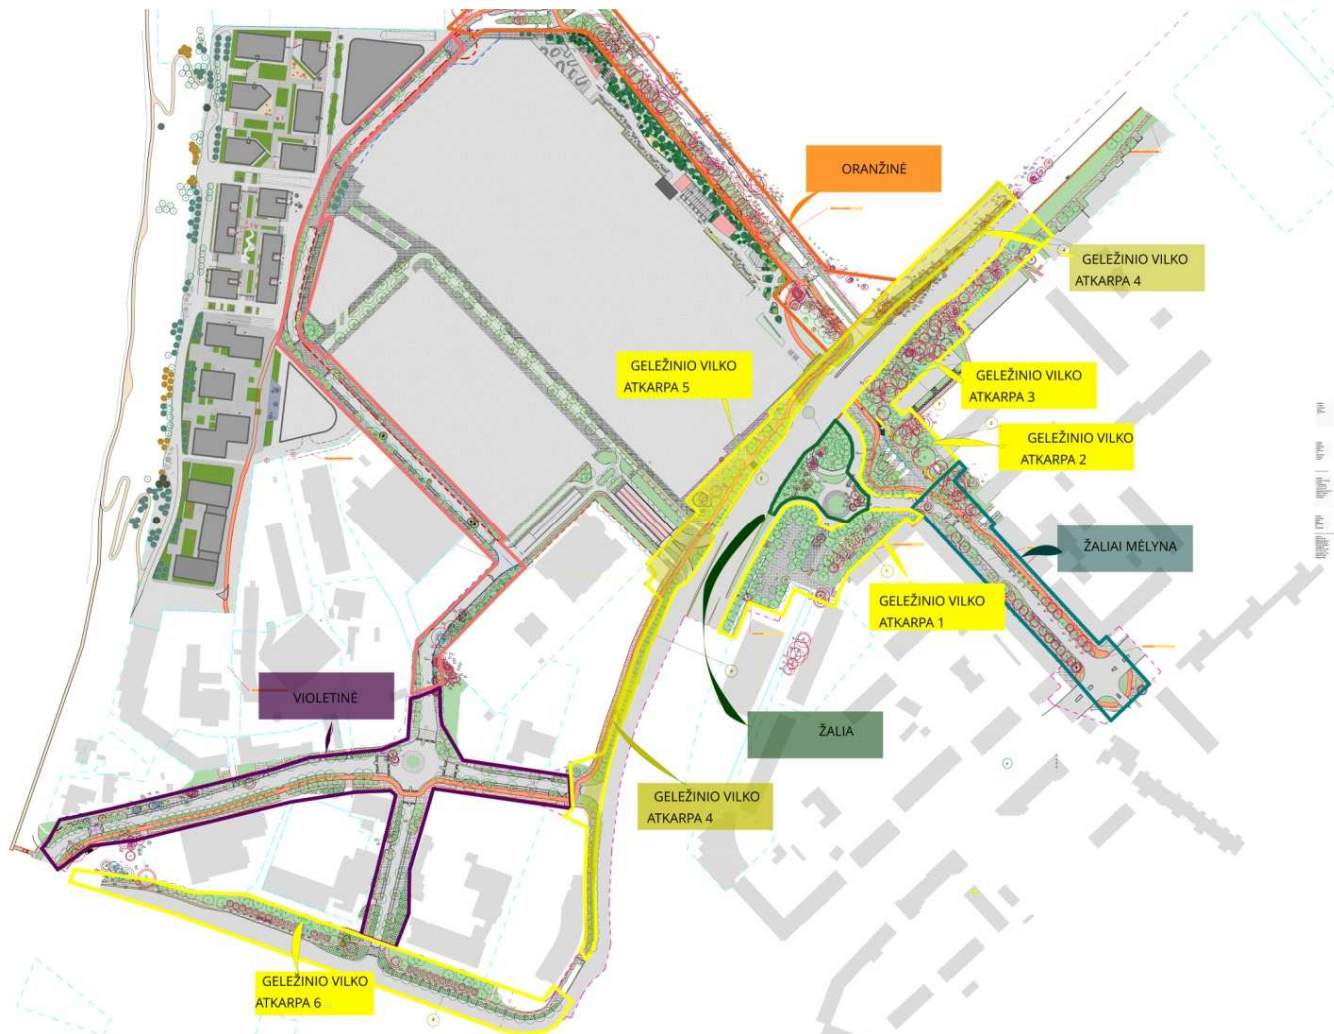 ORANŽINĖ
GELEŽINIO VILKO
ATKARPA 4
GELEŽINIO VILKO
ATKARPA 5
GELEŽINIO VILKO
ATKARPA 3
GELEŽINIO VILKO
ATKARPA 2
ŽALIAI MĖLYNA
GELEŽINIO VILKO
ATKARPA 1
VIOLETINĖ
ŽALIA
GELEŽINIO VILKO
ATKARPA 4
GELEŽINIO VILKO
ATKARPA 6